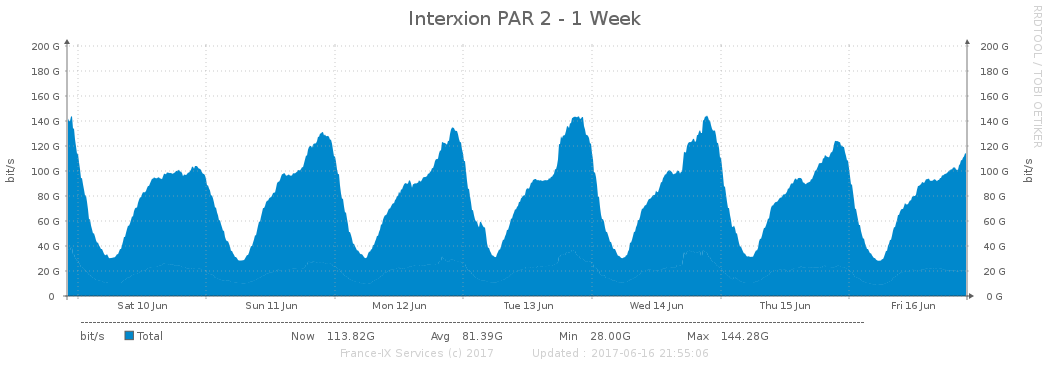 Interxion PAR 2 - 1 Week
RRDTOOL / TOBI OETIKER
bit/s
200 G 200 G
180 G 180 G
160 G 160 G
140 G 140 G
120 G 120 G
100 G 100 G
80 G 80 G
60 G 60 G
40 G 40 G
20 G 20 G
0 0 G
bit/s
Sat 10 Jun Sun 11 Jun Mon 12 Jun Tue 13 Jun Wed 14 Jun Thu 15 Jun Fri 16 Jun
bit/s Total Now 113.82G Avg 81.39G Min 28.00G Max 144.28G
France-IX Services (c) 2017 Updated : 2017-06-16 21:55:06